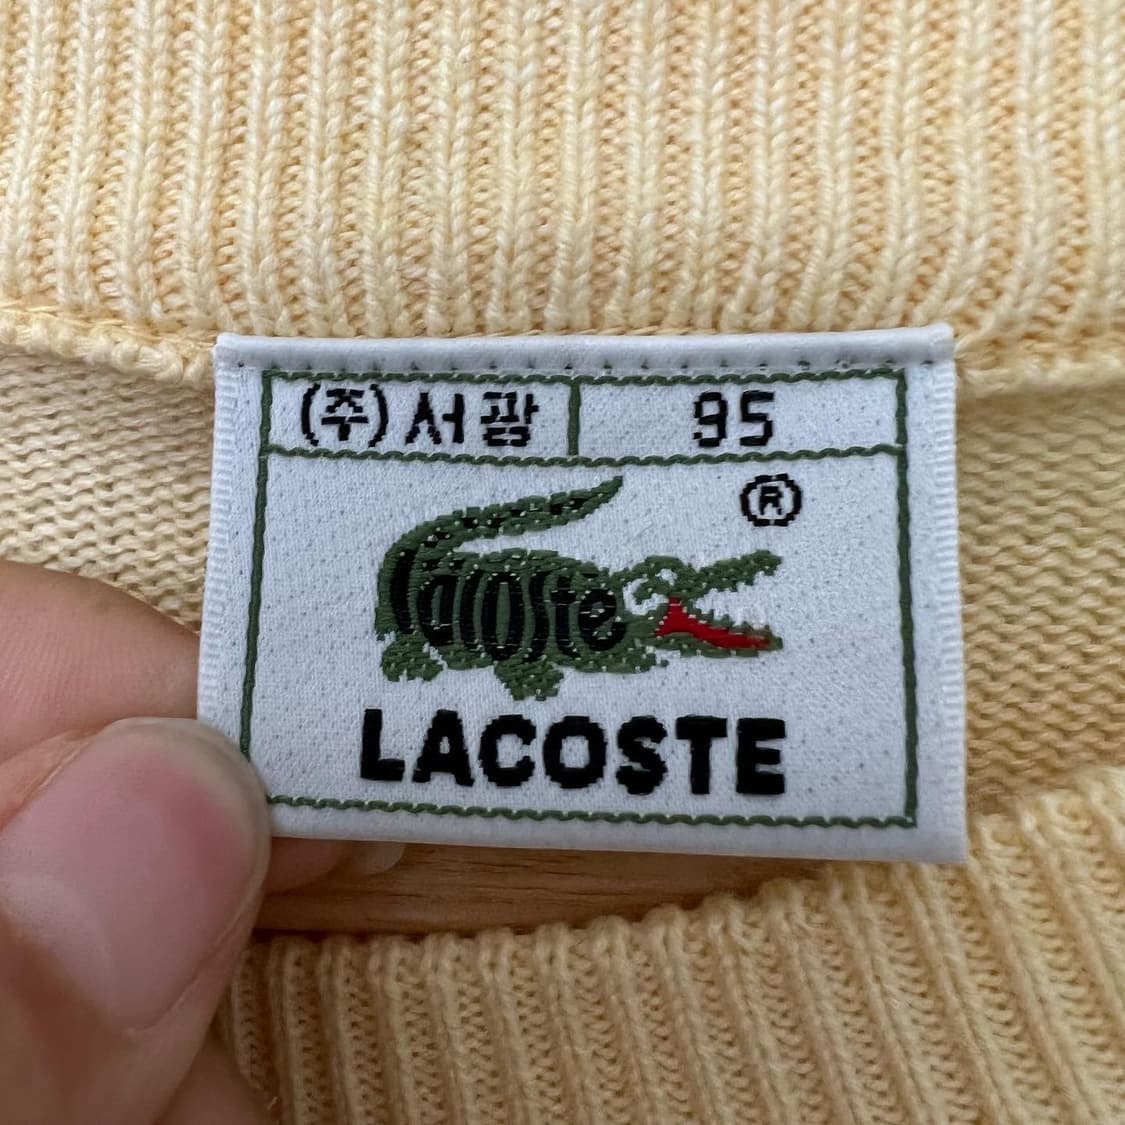 (주)서광 95
®
Lacoste
LACOSTE